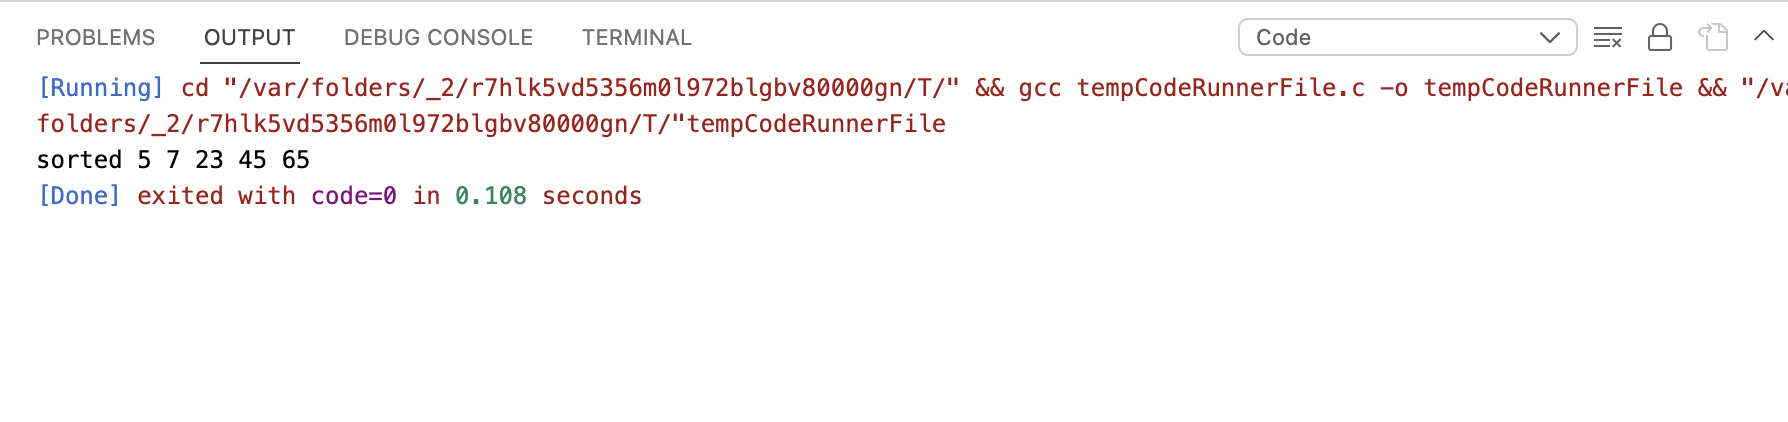 PROBLEMS OUTPUT DEBUG CONSOLE TERMINAL Code
[Running] cd "/var/folders/_2/r7hlk5vd5356m0l972blgbv80000gn/T/" && gcc tempCodeRunnerFile.c -o tempCodeRunnerFile && "/va
folders/_2/r7hlk5vd5356m0l972blgbv80000gn/T/"tempCodeRunnerFile
sorted 5 7 23 45 65
[Done] exited with code=0 in 0.108 seconds